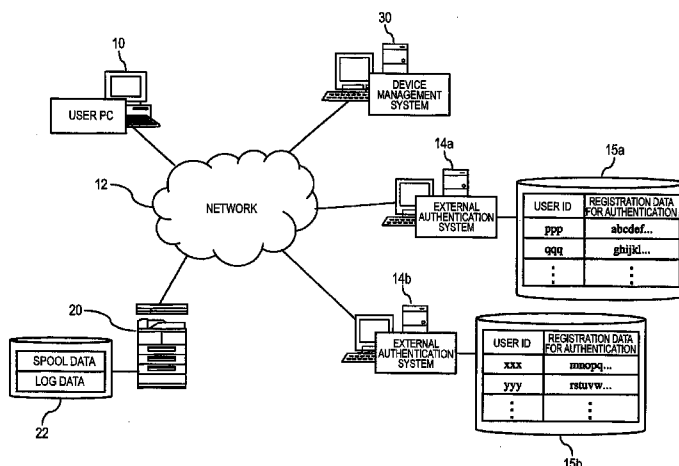 10
30
USER PC
DEVICE
MANAGEMENT
SYSTEM
14a
15a
12
NETWORK
EXTERNAL
AUTHENTICATION
SYSTEM
USER ID
REGISTRATION DATA
FOR AUTHENTICATION
ppp
abcdef...
qqq
ghijkl...
14b
20
EXTERNAL
AUTHENTICATION
SYSTEM
USER ID
REGISTRATION DATA
FOR AUTHENTICATION
xxx
mnopq...
yyy
rstuvw...
SPOOL DATA
LOG DATA
22
15b